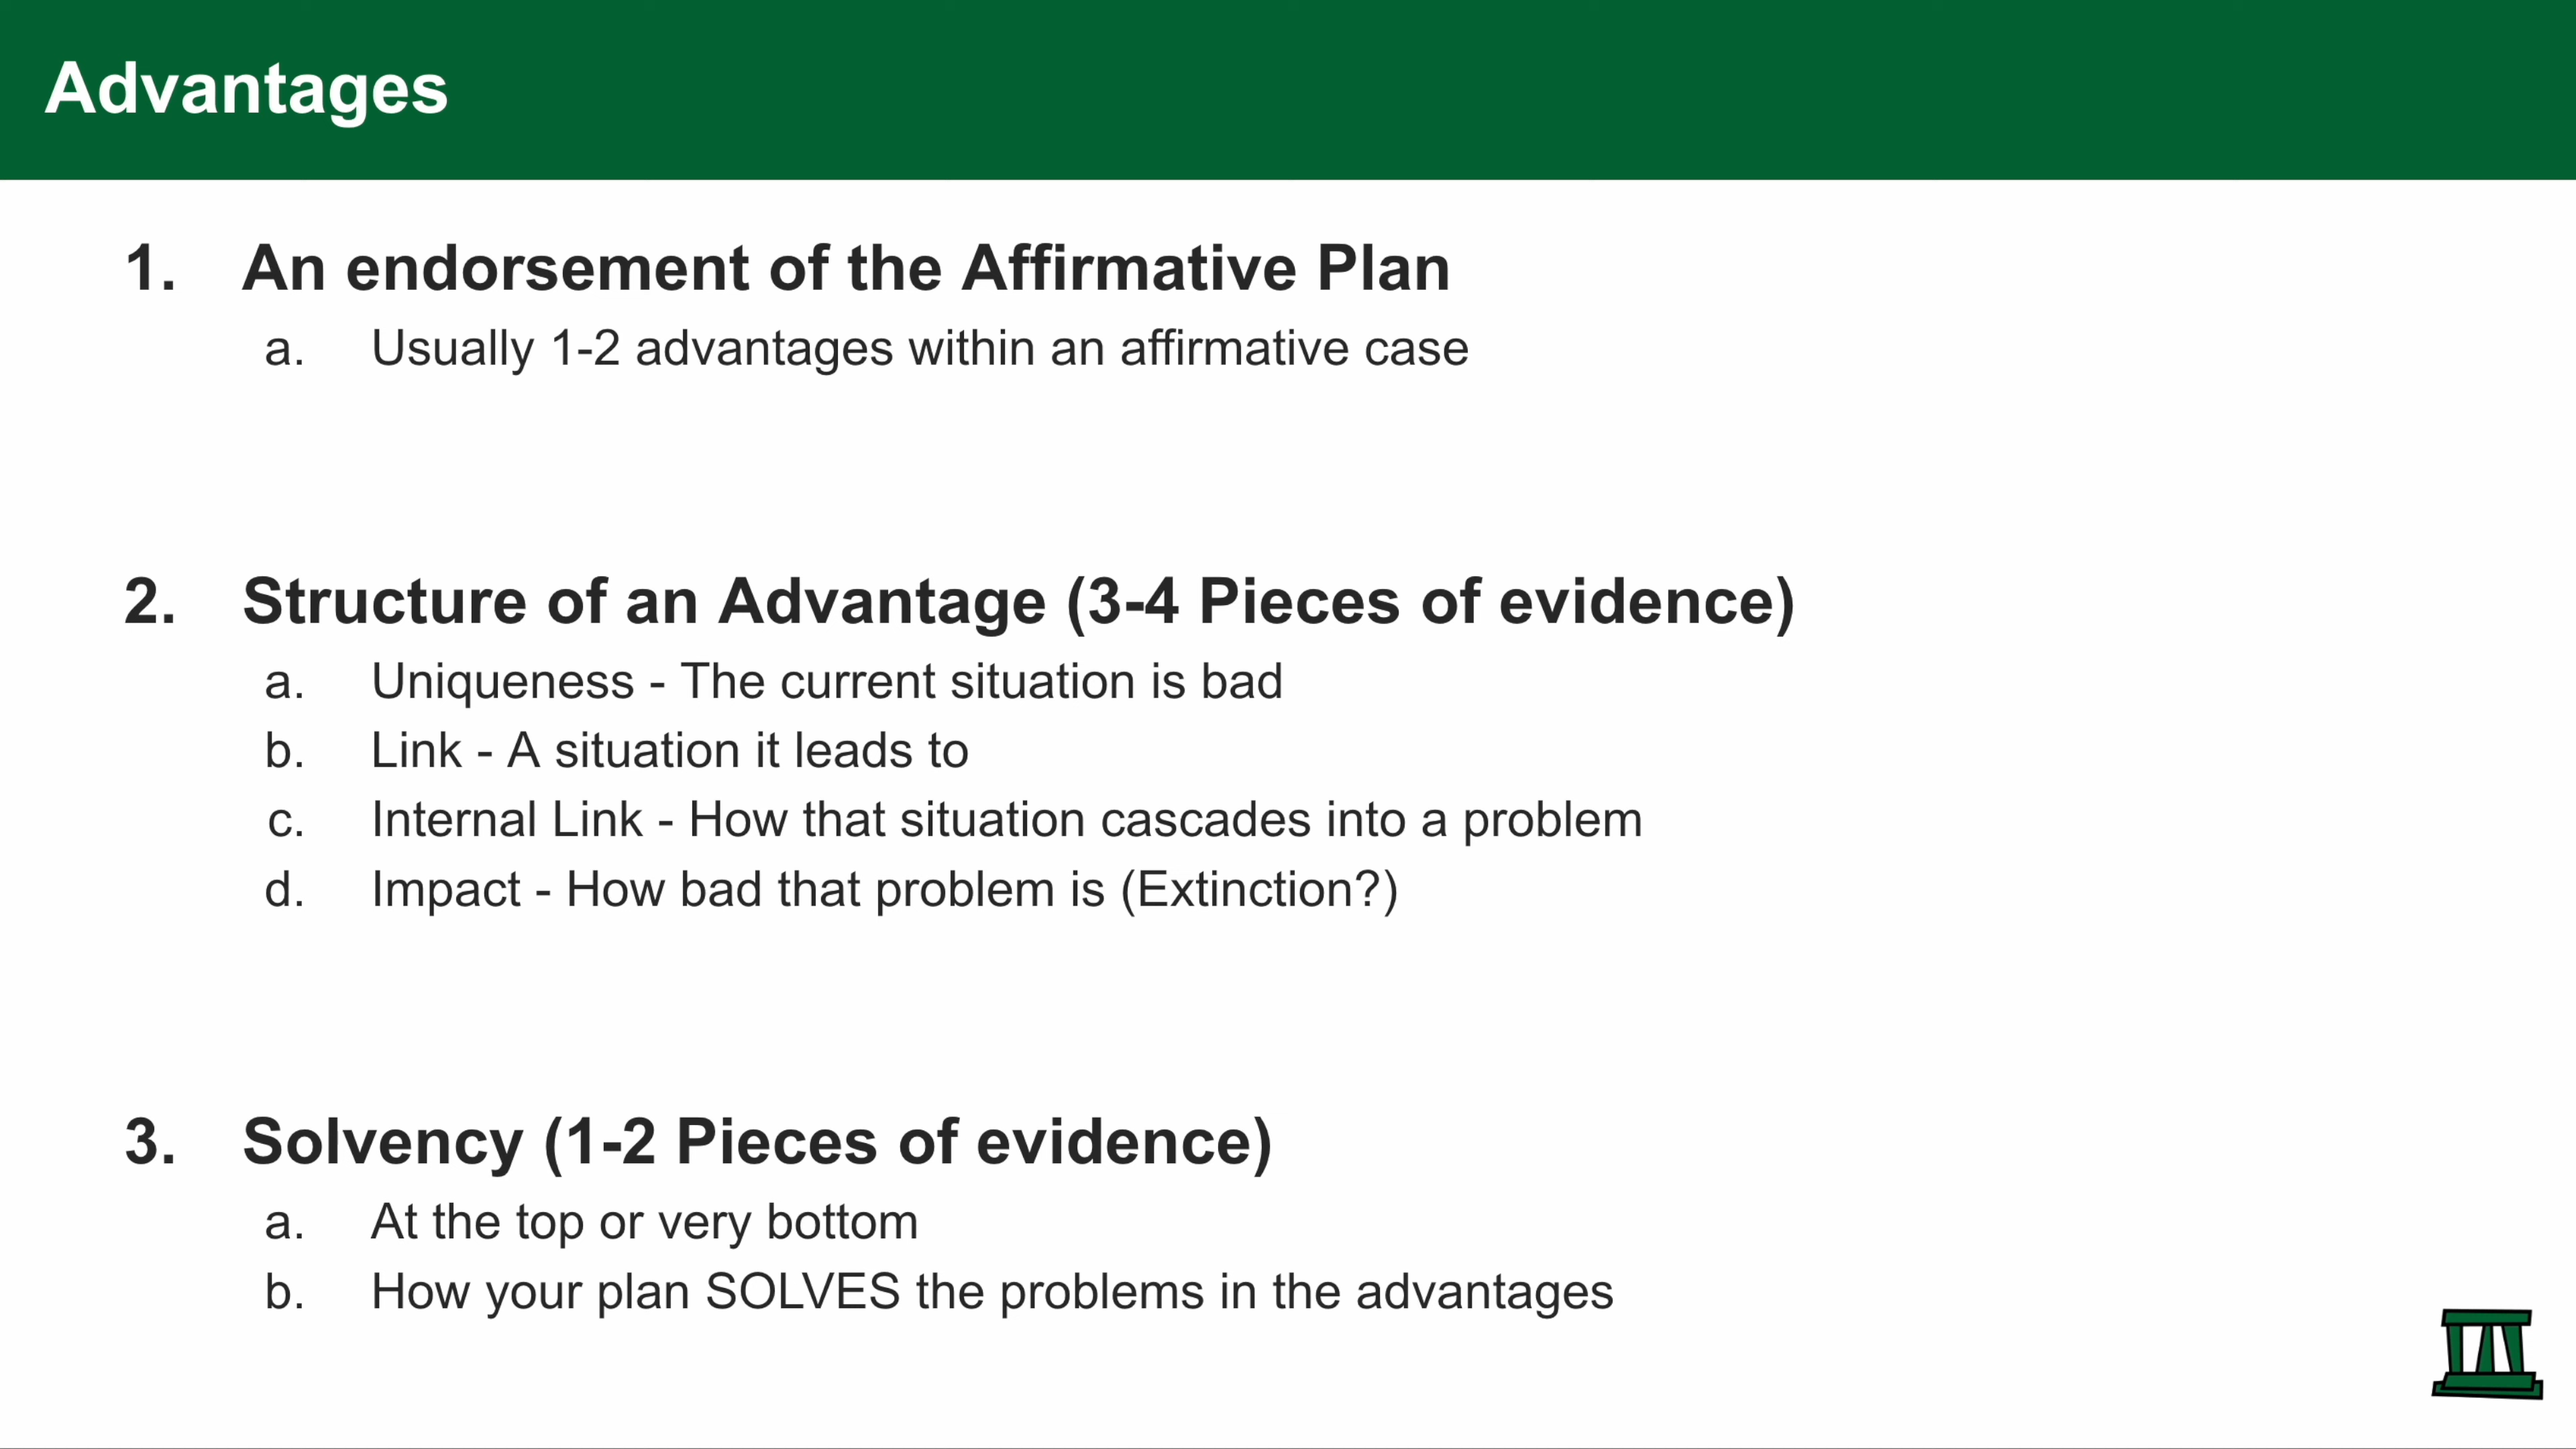 Advantages
1. An endorsement of the Affirmative Plan
a. Usually 1-2 advantages within an affirmative case
2. Structure of an Advantage (3-4 Pieces of evidence)
a. Uniqueness - The current situation is bad
b. Link - A situation it leads to
c. Internal Link - How that situation cascades into a problem
d. Impact - How bad that problem is (Extinction?)
3. Solvency (1-2 Pieces of evidence)
a. At the top or very bottom
b. How your plan SOLVES the problems in the advantages